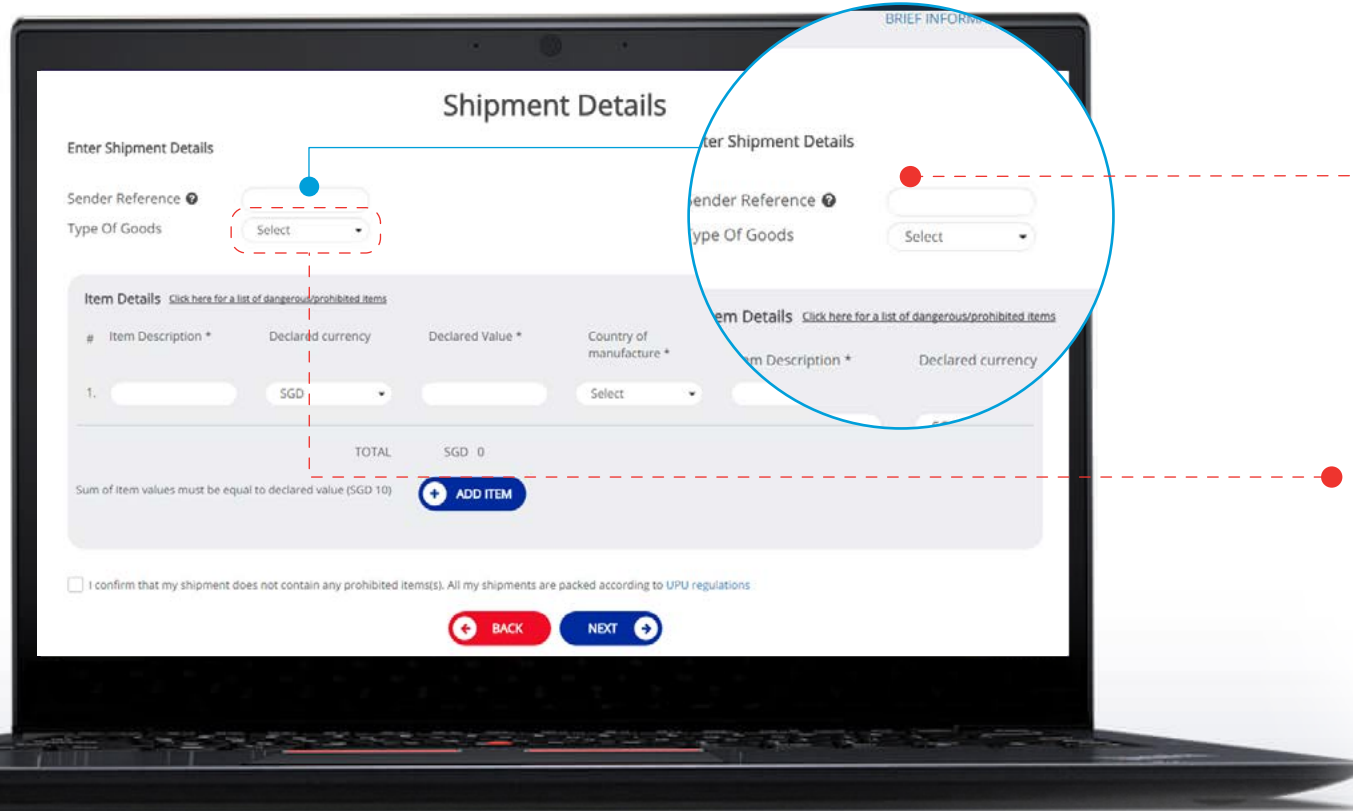 BRIEF
Shipment Details
Enter Shipment Details
Sender Reference
Type Of Goods
Select
Item Details Click here for a list of dangerous/prohibited items
# Item Description * Declared currency Declared Value * Country of
manufacture *
1. SGD Select
TOTAL SGD 0
Sum of item values must be equal to declared value (SGD 10) ADD ITEM
I confirm that my shipment does not contain any prohibited items(s). All my shipments are packed according to UPU regulations
BACK NEXT
ter Shipment Details
ender Reference
ype Of Goods Select
em Details Click here for a list of dangerous/prohibited items
em Description * Declared currency